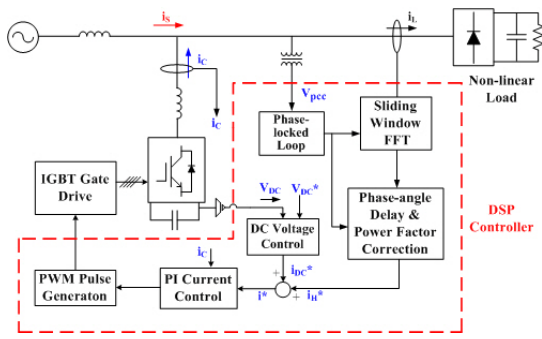 iS
iL
iC
iC
Non-linear
Load
Vpcc
Phase-
locked
Loop
Sliding
Window
FFT
IGBT Gate
Drive
VDC
VDC*
DC Voltage
Control
Phase-angle
Delay &
Power Factor
Correction
DSP
Controller
iC
iDC*
PWM Pulse
Generaton
PI Current
Control
i*
+
+
iH*